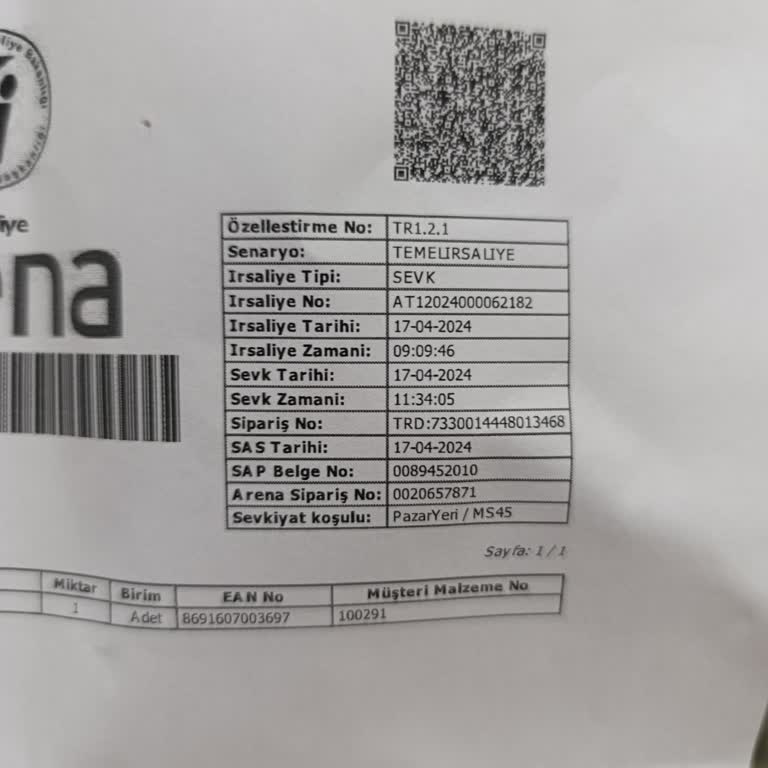 Özellestirme No: TR1.2.1
Senaryo: TEMELIRSALIYE
Irsaliye Tipi: SEVK
Irsaliye No: AT12024000062182
Irsaliye Tarihi: 17-04-2024
Irsaliye Zamani: 09:09:46
Sevk Tarihi: 17-04-2024
Sevk Zamani: 11:34:05
Sipariş No: TRD:7330014448013468
SAS Tarihi: 17-04-2024
SAP Belge No: 0089452010
Arena Sipariş No: 0020657871
Sevkiyat koşulu: PazarYeri / MS45
Sayfa: 1 / 1
Miktar Birim EAN No Müşteri Malzeme No
1 Adet 8691607003697 100291